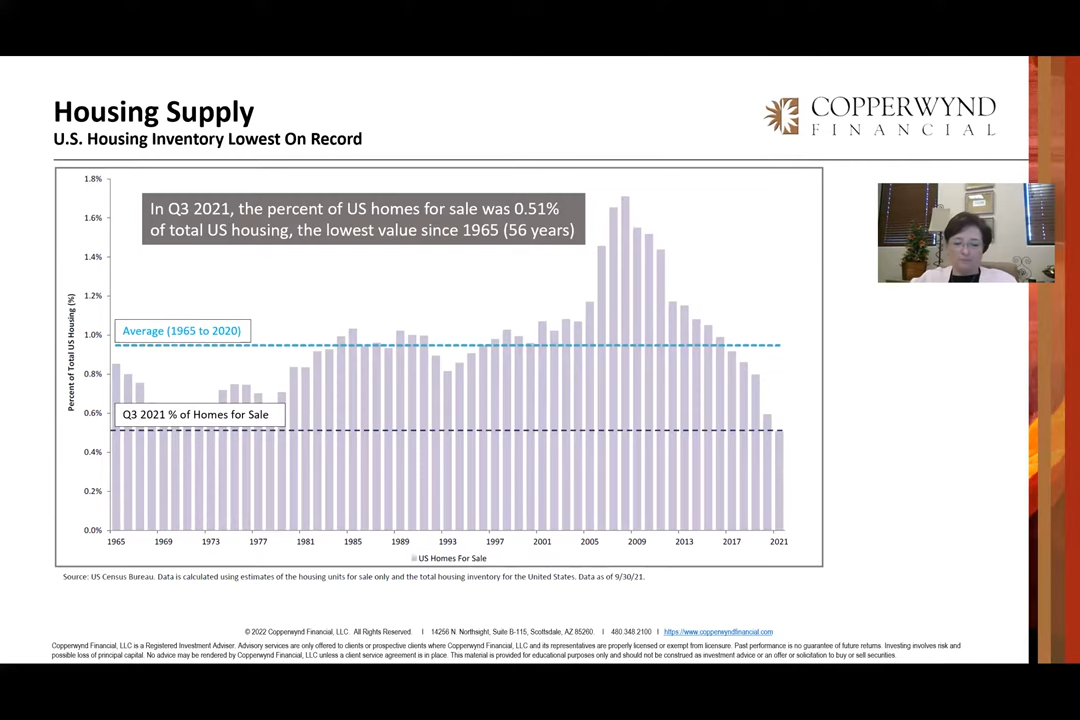 Housing Supply
U.S. Housing Inventory Lowest On Record
COPPERWYND
FINANCIAL
1.8%
In Q3 2021, the percent of US homes for sale was 0.51%
of total US housing, the lowest value since 1965 (56 years)
1.6%
1.4%
1.2%
Average (1965 to 2020)
1.0%
0.8%
Q3 2021 % of Homes for Sale
0.6%
0.4%
0.2%
0.0%
Percent of Total US Housing (%)
1965 1969 1973 1977 1981 1985 1989 1993 1997 2001 2005 2009 2013 2017 2021
US Homes For Sale
Source: US Census Bureau. Data is calculated using estimates of the housing units for sale only and the total housing inventory for the United States. Data as of 9/30/21.
© 2022 Copperwynd Financial, LLC. All Rights Reserved. I 14256 N. Northsight, Suite B-115, Scottsdale, AZ 85260. I 480.348.2100 I https://www.copperwyndfinancial.com
Copperwynd Financial, LLC is a Registered Investment Adviser. Advisory services are only offered to clients or prospective clients where Copperwynd Financial, LLC and its representatives are properly licensed or exempt from licensure. Past performance is no guarantee of future returns. Investing involves risk and
possible loss of principal capital. No advice may be rendered by Copperwynd Financial, LLC unless a client service agreement is in place. This material is provided for educational purposes only and should not be construed as investment advice or an offer or solicitation to buy or sell securities.